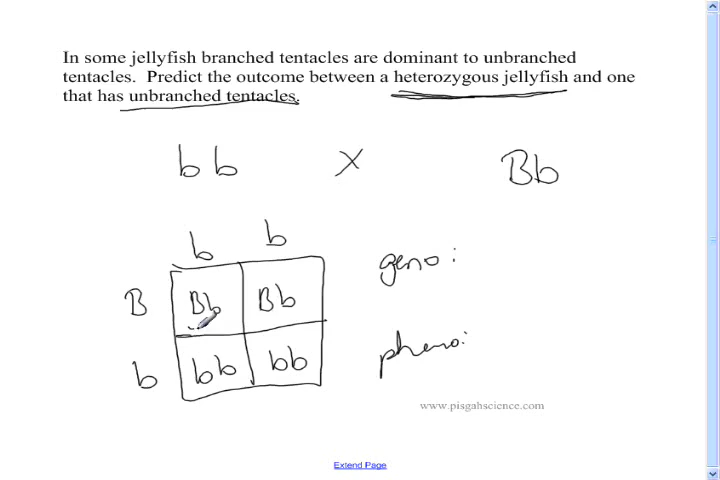 In some jellyfish branched tentacles are dominant to unbranched
tentacles. Predict the outcome between a heterozygous jellyfish and one
that has unbranched tentacles.
bb X Bb
b b
B Bb Bb
geno:
b bb bb
pheno:
www.pisgahscience.com
Extend Page